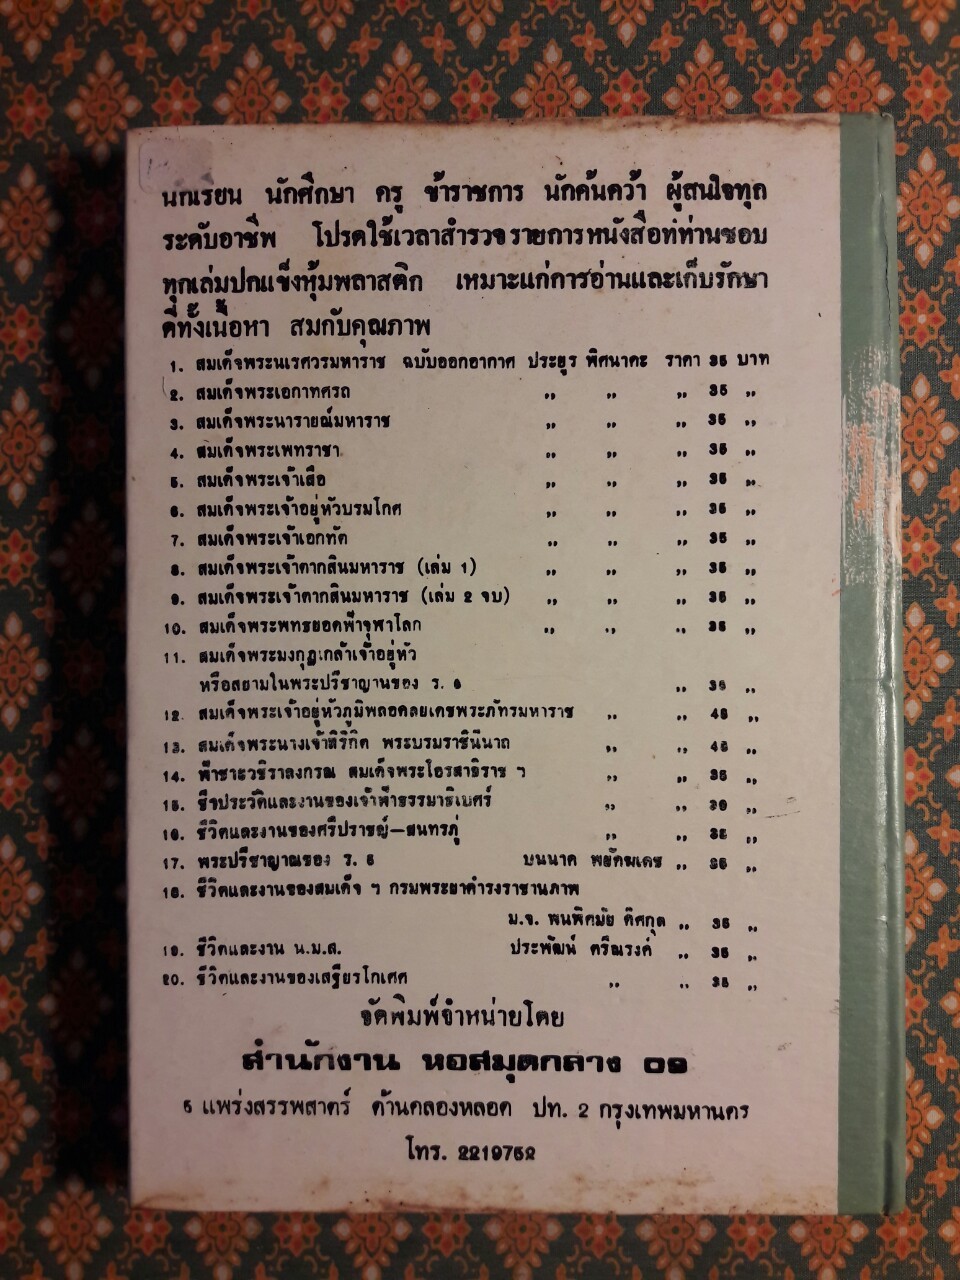 นักเรียน นักศึกษา ครู ข้าราชการ นักค้นคว้า ผู้สนใจทุก
ระดับอาชีพ โปรดใช้เวลาสำรวจรายการหนังสือที่ท่านชอบ
ทุกเล่มปกแข็งหุ้มพลาสติก เหมาะแก่การอ่านและเก็บรักษา
ดีทั้งเนื้อหา สมกับคุณภาพ
1. สมเด็จพระนเรศวรมหาราช ฉบับออกอากาศ ประยูร พิศนาคะ ราคา 35 บาท
2. สมเด็จพระเอกาทศรถ ,, ,, ,, 35 ,,
3. สมเด็จพระนารายณ์มหาราช ,, ,, ,, 35 ,,
4. สมเด็จพระเพทราชา ,, ,, ,, 35 ,,
5. สมเด็จพระเจ้าเสือ ,, ,, ,, 35 ,,
6. สมเด็จพระเจ้าอยู่หัวบรมโกศ ,, ,, ,, 35 ,,
7. สมเด็จพระเจ้าเอกทัต ,, ,, ,, 35 ,,
8. สมเด็จพระเจ้าตากสินมหาราช (เล่ม 1) ,, ,, ,, 35 ,,
9. สมเด็จพระเจ้าตากสินมหาราช (เล่ม 2 จบ) ,, ,, ,, 35 ,,
10. สมเด็จพระพุทธยอดฟ้าจุฬาโลก ,, ,, ,, 35 ,,
11. สมเด็จพระมงกุฎเกล้าเจ้าอยู่หัว
หรือสยามในพระปรีชาญานของ ร. 6 ,, 35 ,,
12. สมเด็จพระเจ้าอยู่หัวภูมิพลอดุลยเดชพระภัทรมหาราช ,, ,, 45 ,,
13. สมเด็จพระนางเจ้าสิริกิต พระบรมราชินีนาถ ,, ,, 45 ,,
14. ฟ้าชายวชิราลงกรณ สมเด็จพระโอรสาธิราช ฯ ,, ,, 35 ,,
15. ชีวประวัติและงานของเจ้าฟ้าธรรมาธิเบศร์ ,, ,, ,,
16. ชีวิตและงานของศรีปราชญ์—สุนทรภู่ ,, ,, 35 ,,
17. พระปรีชาญาณของ ร. 5 บุนนาค พยัคฆเดช ,, 35 ,,
18. ชีวิตและงานของสมเด็จ ฯ กรมพระยาดำรงราชานุภาพ
ม.จ. พูนพิศมัย ดิศกุล ,, 35 ,,
19. ชีวิตและงาน น.ม.ส. ประพัฒน์ ตรีณรงค์ ,, 35 ,,
20. ชีวิตและงานของเสฐียรโกเศศ ,, ,, 35 ,,
จัดพิมพ์จำหน่ายโดย
สำนักงาน หอสมุดกลาง ๐๙
5 แพร่งสรรพสาตร์ ด้านคลองหลอด ปท. 2 กรุงเทพมหานคร
โทร. 2219752